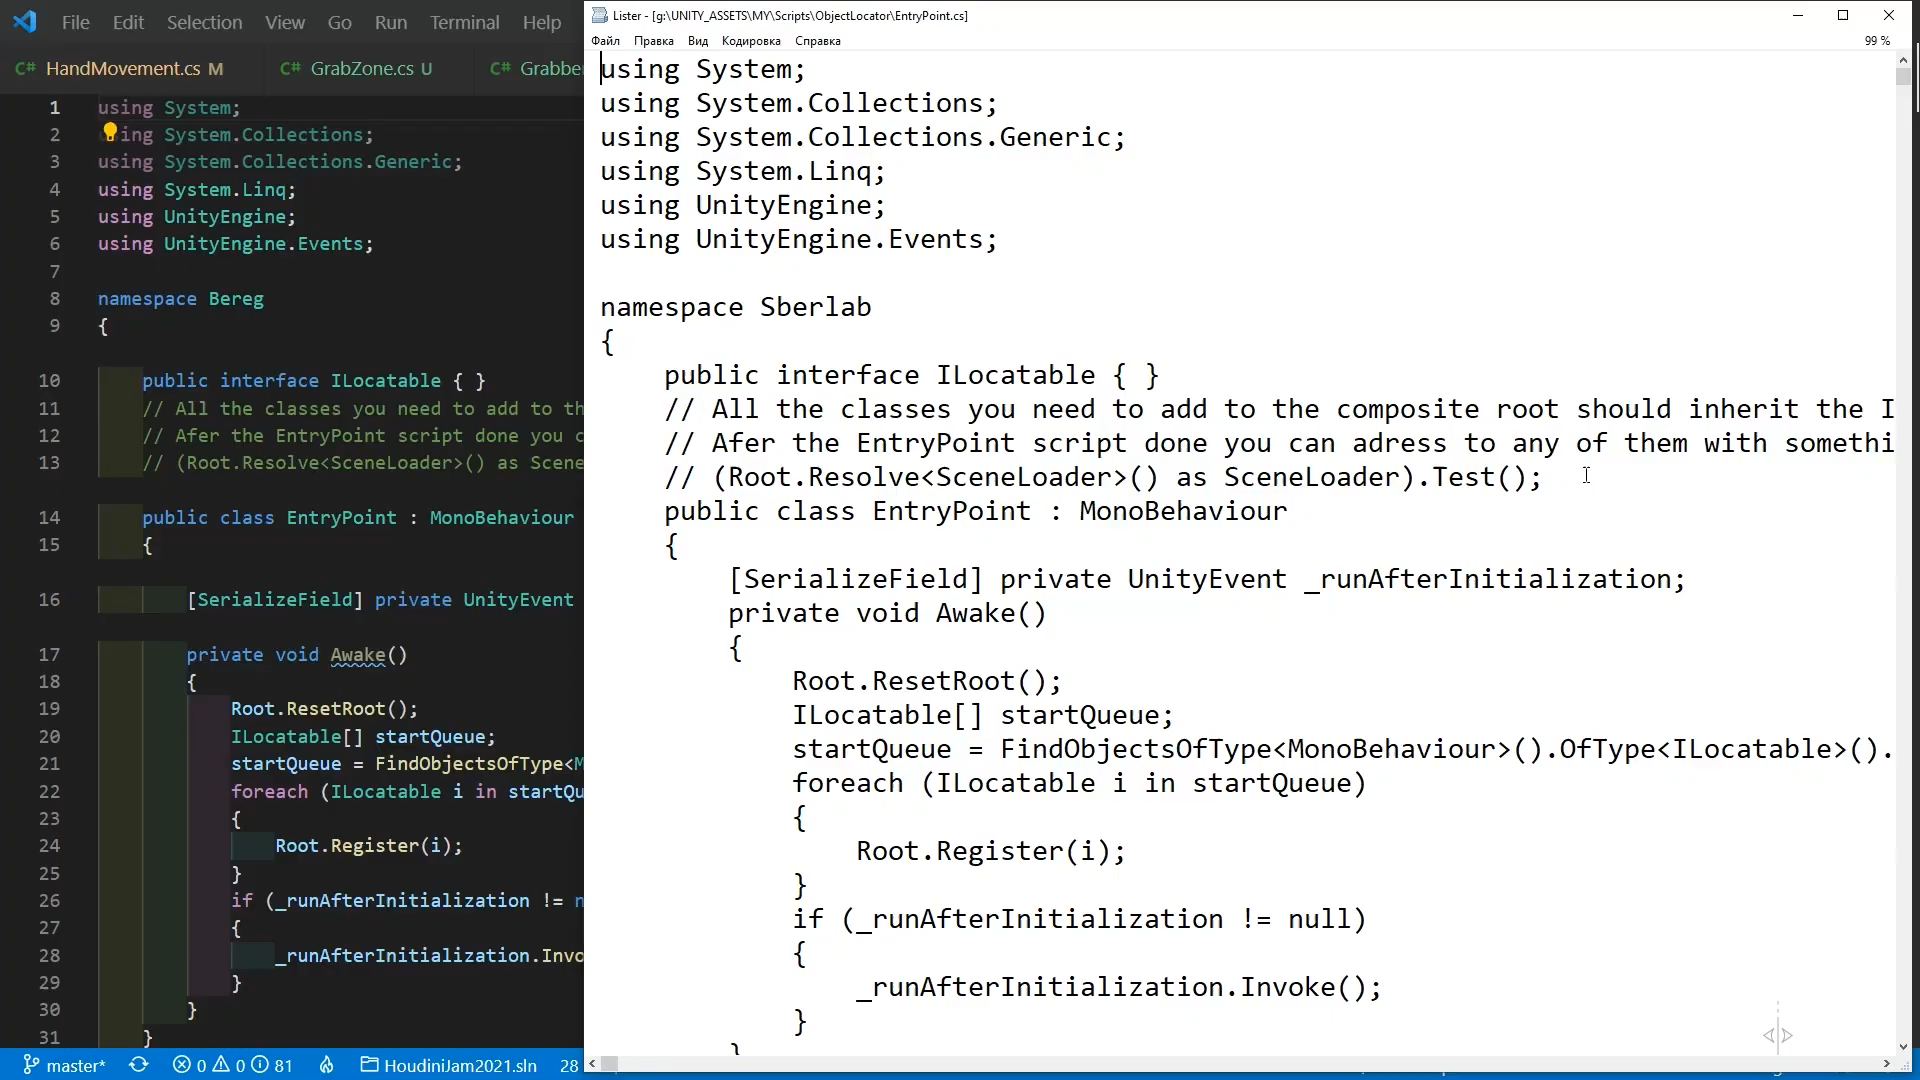 File Edit Selection View Go Run Terminal Help
C# HandMovement.cs M C# GrabZone.cs U C# Grabbe
1 using System;
2 ing System.Collections;
3 using System.Collections.Generic;
4 using System.Linq;
5 using UnityEngine;
6 using UnityEngine.Events;
7
8 namespace Bereg
9 {
10 public interface ILocatable { }
11 // All the classes you need to add to th
12 // Afer the EntryPoint script done you c
13 // (Root.Resolve<SceneLoader>() as Scene
14 public class EntryPoint : MonoBehaviour
15 {
16 [SerializeField] private UnityEvent
17 private void Awake()
18 {
19 Root.ResetRoot();
20 ILocatable[] startQueue;
21 startQueue = FindObjectsOfType<M
22 foreach (ILocatable i in startQu
23 {
24 Root.Register(i);
25 }
26 if (_runAfterInitialization != n
27 {
28 _runAfterInitialization.Invo
29 }
30 }
31 }
master* 0 0 81 HoudiniJam2021.sln 28
Lister - [g:\UNITY_ASSETS\MY\Scripts\ObjectLocator\EntryPoint.cs]
Файл Правка Вид Кодировка Справка 99 %
using System;
using System.Collections;
using System.Collections.Generic;
using System.Linq;
using UnityEngine;
using UnityEngine.Events;
namespace Sberlab
{
public interface ILocatable { }
// All the classes you need to add to the composite root should inherit the I
// Afer the EntryPoint script done you can adress to any of them with somethi
// (Root.Resolve<SceneLoader>() as SceneLoader).Test();
public class EntryPoint : MonoBehaviour
{
[SerializeField] private UnityEvent _runAfterInitialization;
private void Awake()
{
Root.ResetRoot();
ILocatable[] startQueue;
startQueue = FindObjectsOfType<MonoBehaviour>().OfType<ILocatable>().
foreach (ILocatable i in startQueue)
{
Root.Register(i);
}
if (_runAfterInitialization != null)
{
_runAfterInitialization.Invoke();
}
}